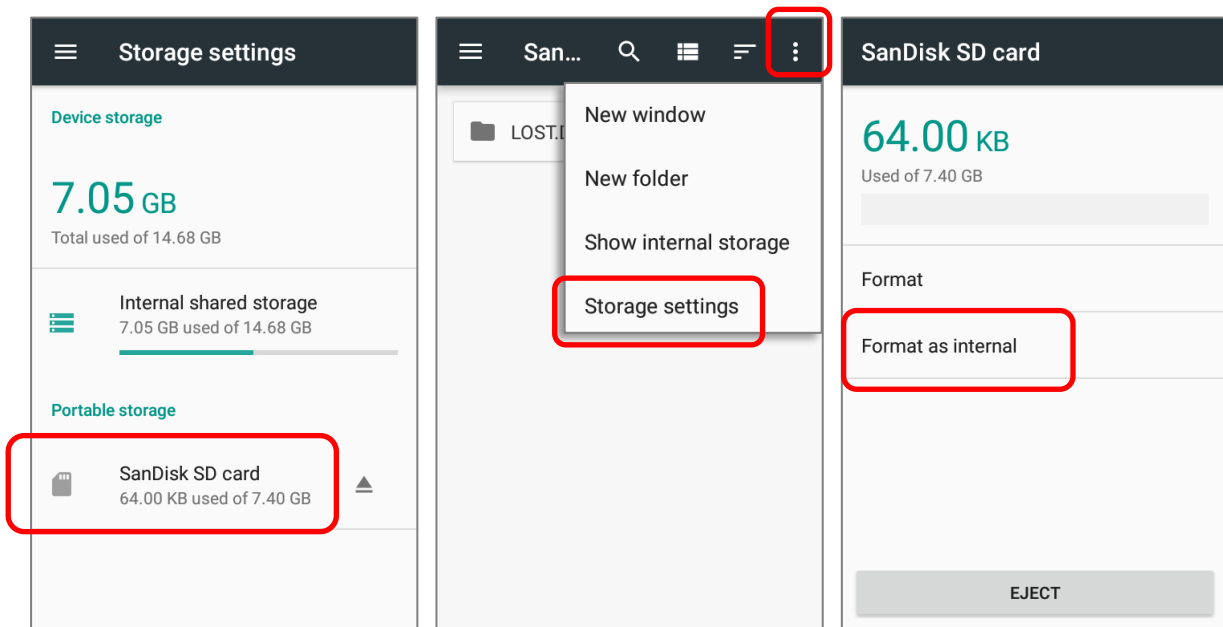 Storage settings
Device storage
7.05 GB
Total used of 14.68 GB
Internal shared storage
7.05 GB used of 14.68 GB
Portable storage
SanDisk SD card
64.00 KB used of 7.40 GB
San...
LOST.D
New window
New folder
Show internal storage
Storage settings
SanDisk SD card
64.00 KB
Used of 7.40 GB
Format
Format as internal
EJECT